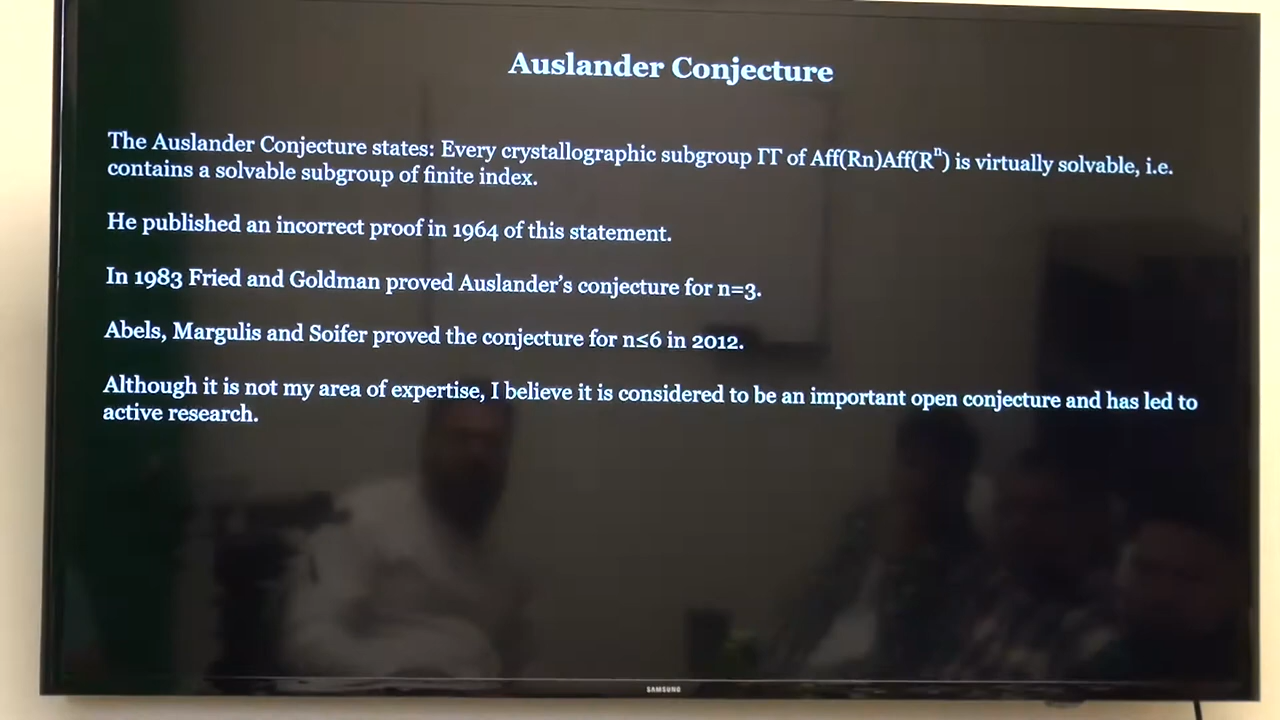 Auslander Conjecture
The Auslander Conjecture states: Every crystallographic subgroup ΓΓ of Aff(Rn)Aff(Rⁿ) is virtually solvable, i.e.
contains a solvable subgroup of finite index.
He published an incorrect proof in 1964 of this statement.
In 1983 Fried and Goldman proved Auslander’s conjecture for n=3.
Abels, Margulis and Soifer proved the conjecture for n≤6 in 2012.
Although it is not my area of expertise, I believe it is considered to be an important open conjecture and has led to
active research.
SAMSUNG